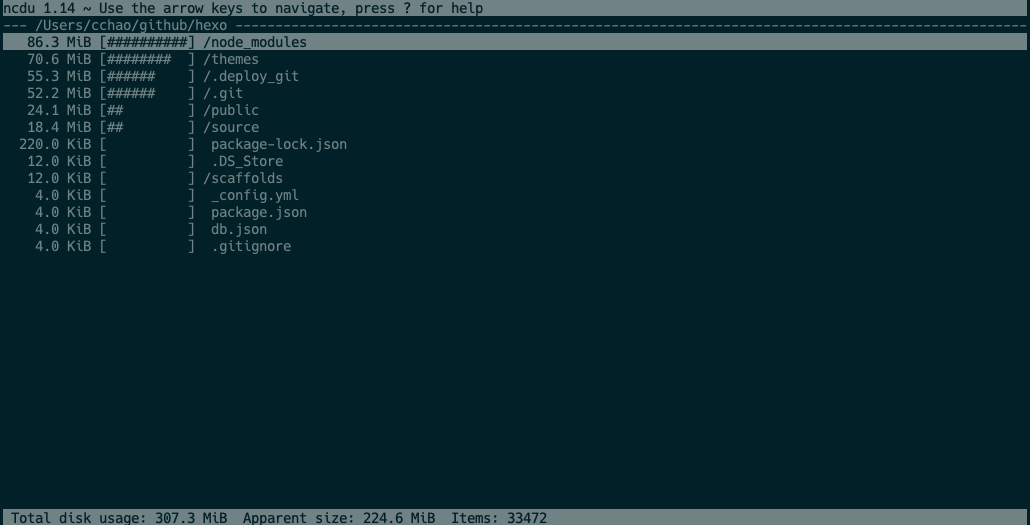 ncdu 1.14 ~ Use the arrow keys to navigate, press ? for help
--- /Users/cchao/github/hexo ---------------------------------------------------------------------------------------------------
   86.3 MiB [##########] /node_modules
   70.6 MiB [########  ] /themes
   55.3 MiB [######    ] /.deploy_git
   52.2 MiB [######    ] /.git
   24.1 MiB [##        ] /public
   18.4 MiB [##        ] /source
  220.0 KiB [          ]  package-lock.json
   12.0 KiB [          ]  .DS_Store
   12.0 KiB [          ] /scaffolds
    4.0 KiB [          ]  _config.yml
    4.0 KiB [          ]  package.json
    4.0 KiB [          ]  db.json
    4.0 KiB [          ]  .gitignore
 Total disk usage: 307.3 MiB  Apparent size: 224.6 MiB  Items: 33472